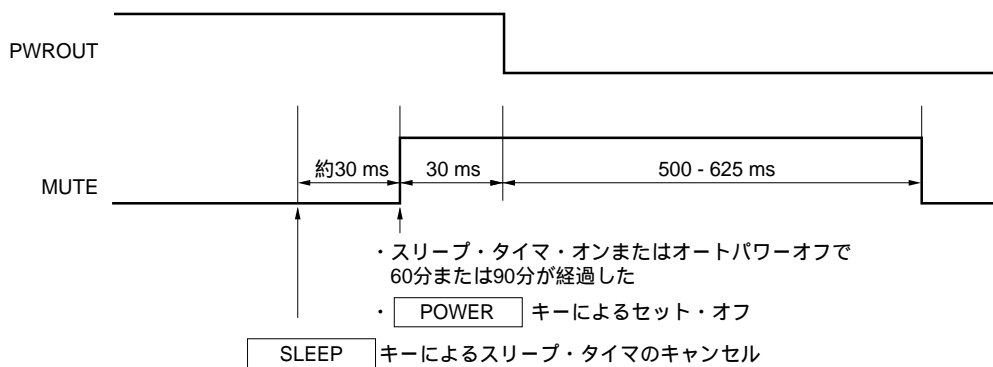 PWROUT
約30 ms
30 ms
500 - 625 ms
MUTE
・スリープ・タイマ・オンまたはオートパワーオフで
60分または90分が経過した
・ POWER キーによるセット・オフ
SLEEP キーによるスリープ・タイマのキャンセル